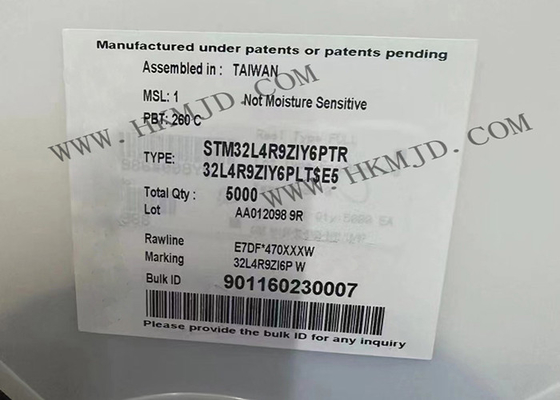 Manufactured under patents or patents pending
Assembled in : TAIWAN
MSL: 1 Not Moisture Sensitive
PBT: 260 C
TYPE: STM32L4R9ZIY6PTR
32L4R9ZIY6PLT$E5
Total Qty : 5000
Lot AA012098 9R
Rawline E7DF*470XXXW
Marking 32L4R9ZI6P W
Bulk ID 901160230007
Please provide the bulk ID for any inquiry
WWW.HKMJD.COM
WWW.HKMJD.COM